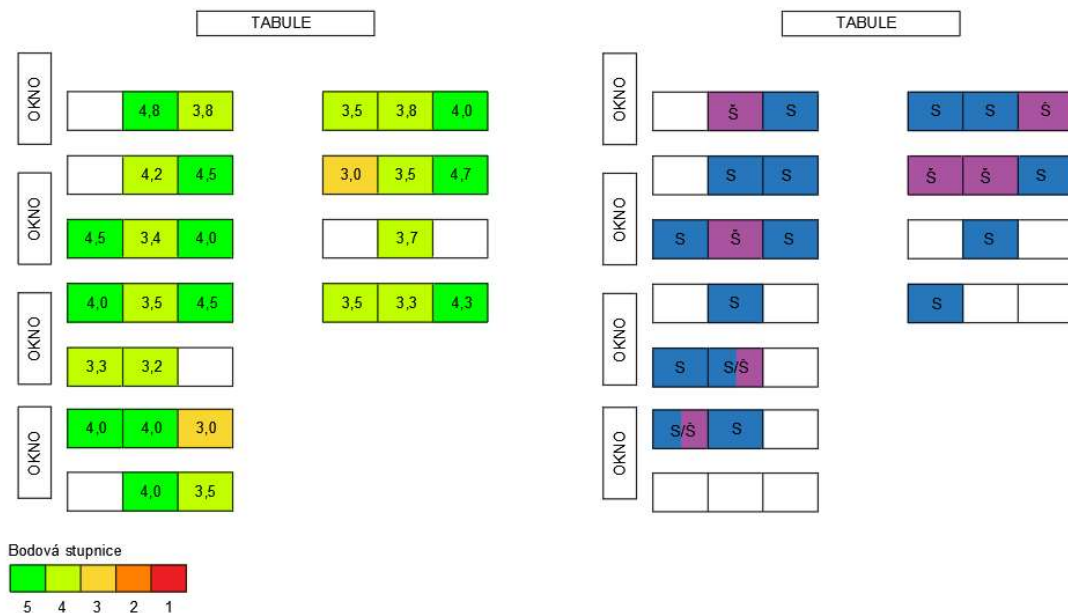 TABULE
TABULE
OKNO
OKNO
OKNO
OKNO
4,8 3,8
3,5 3,8 4,0
4,2 4,5
3,0 3,5 4,7
4,5 3,4 4,0
3,7
4,0 3,5 4,5
3,5 3,3 4,3
3,3 3,2
4,0 4,0 3,0
4,0 3,5
Bodová stupnice
5 4 3 2 1
OKNO
OKNO
OKNO
OKNO
Š S
S S Š
S S
Š Š S
S Š S
S
S
S
S S/Š
S/Š S